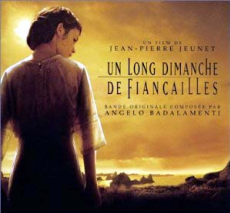 UN FILM DE
JEAN-PIERRE JEUNET
UN LONG DIMANCHE
DE FIANÇAILLES
BANDE ORIGINALE COMPOSÉE PAR
ANGELO BADALAMENTI